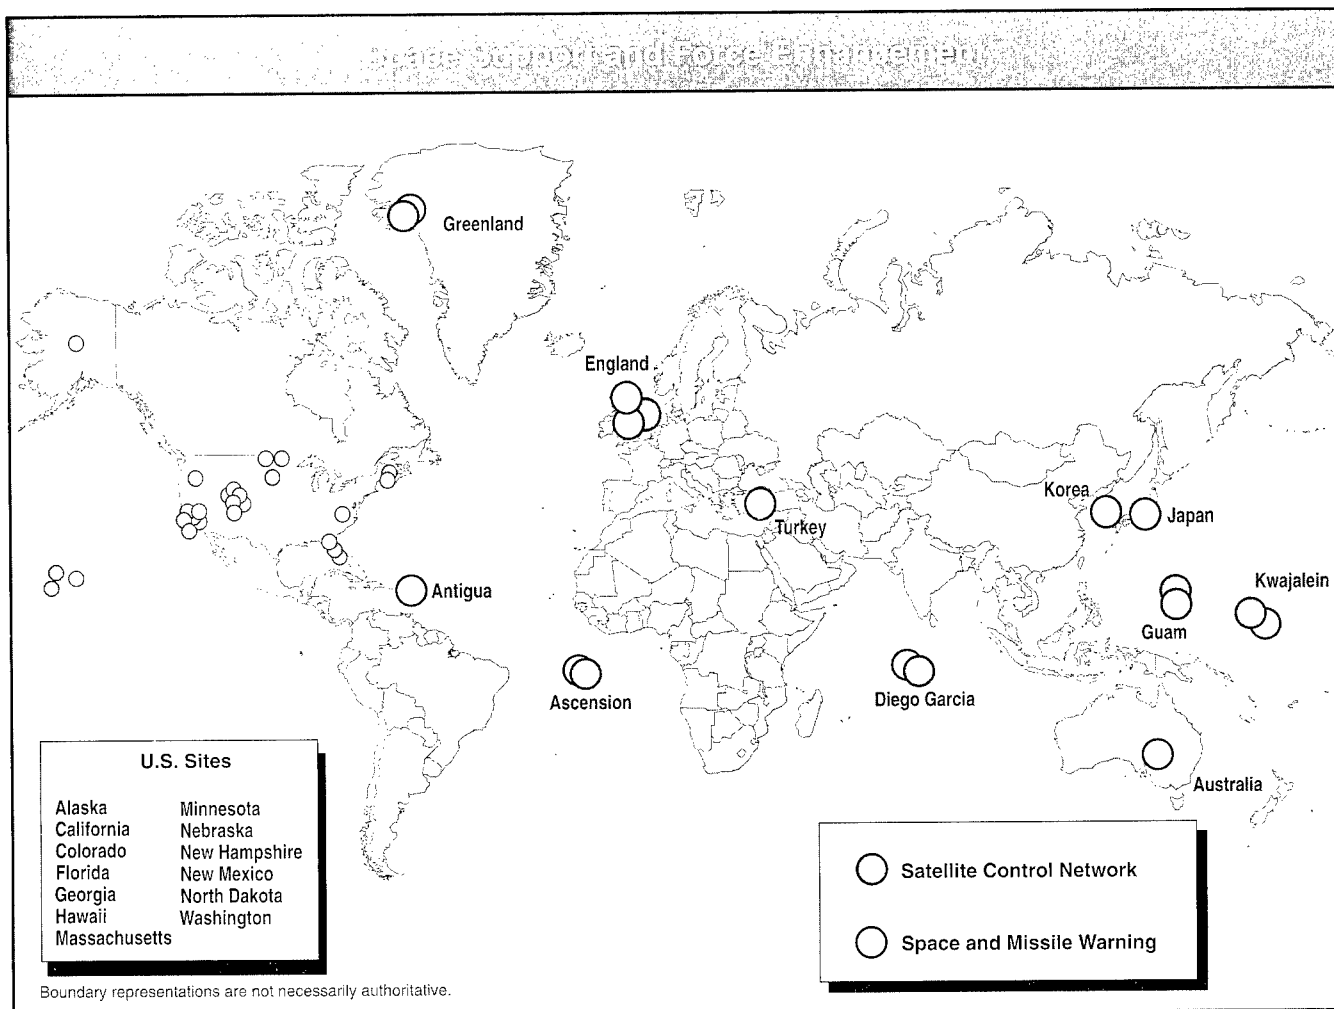 Space Support and Force Enhancement
Greenland
England
Korea
Japan
Turkey
Antigua
Kwajalein
Guam
Ascension
Diego Garcia
Australia
U.S. Sites
Alaska
California
Colorado
Florida
Georgia
Hawaii
Massachusetts
Minnesota
Nebraska
New Hampshire
New Mexico
North Dakota
Washington
Satellite Control Network
Space and Missile Warning
Boundary representations are not necessarily authoritative.